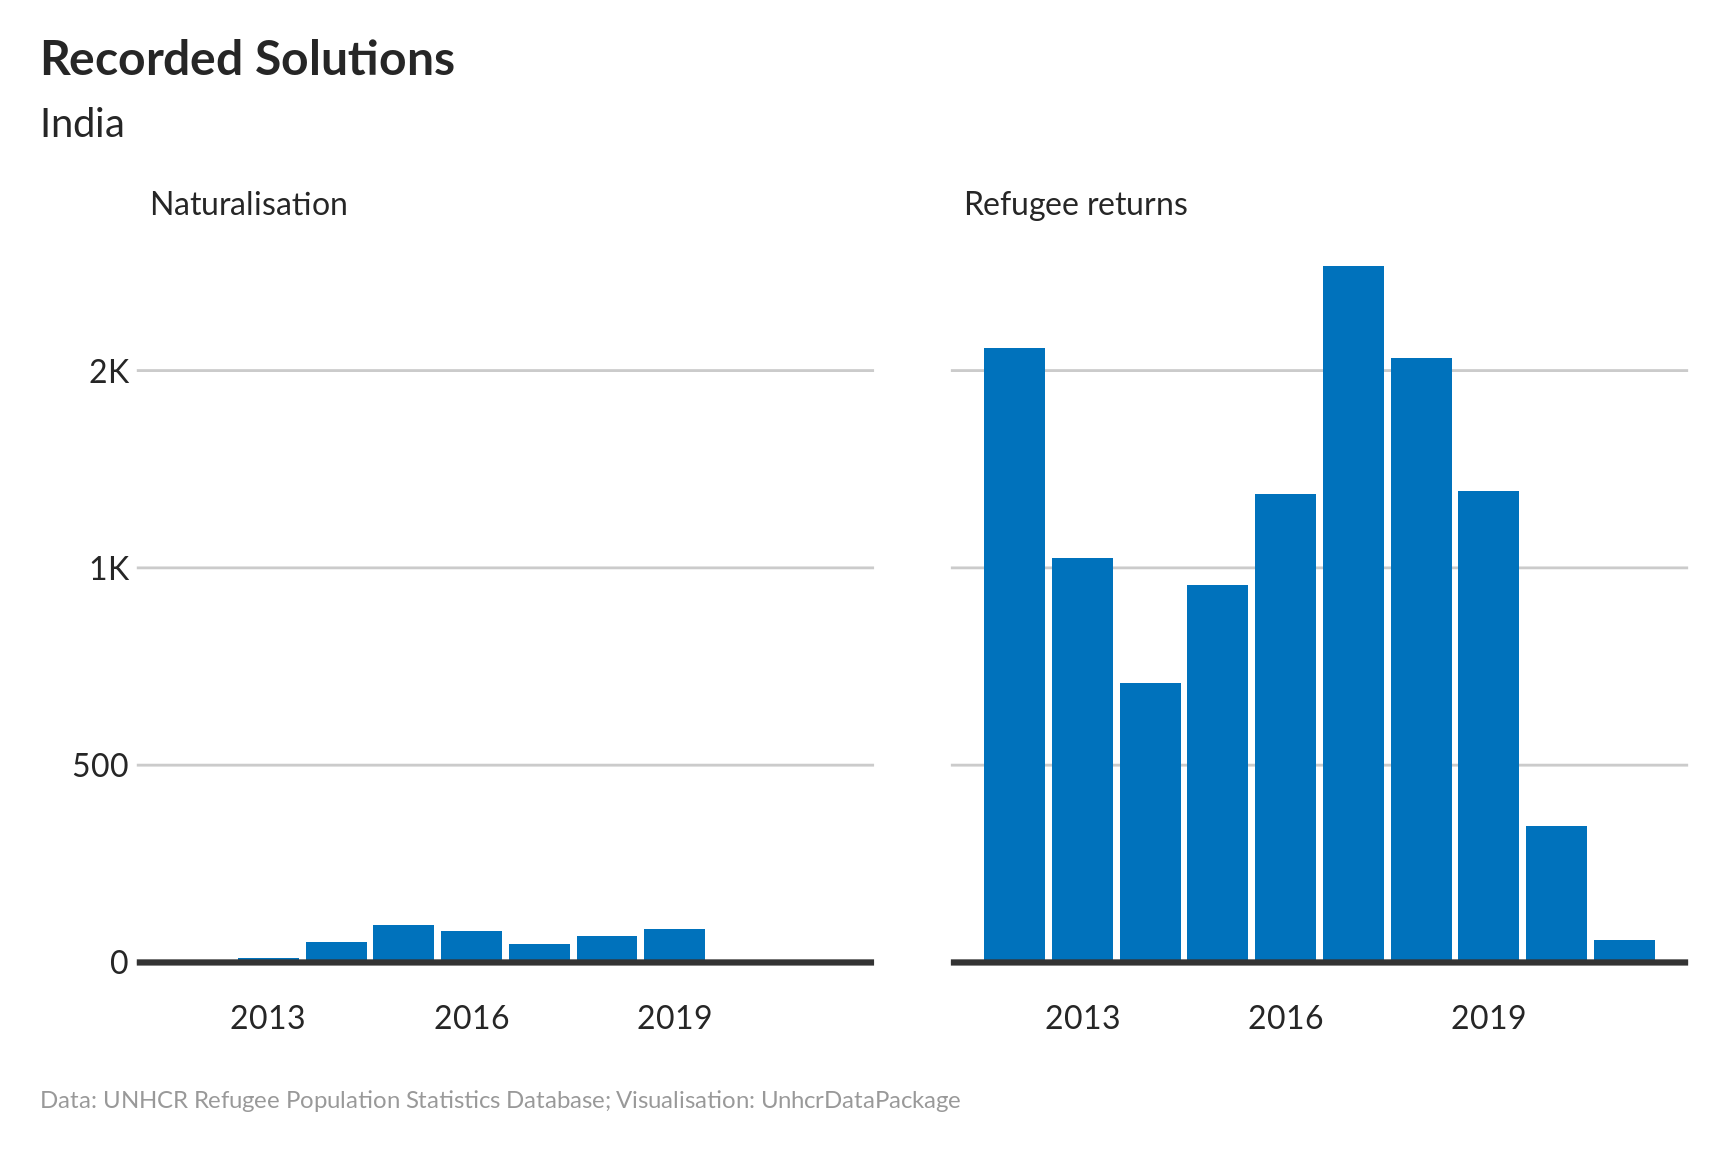 Recorded Solutions
India
Naturalisation
Refugee returns
2K
1K
500
0
2013 2016 2019
2013 2016 2019
Data: UNHCR Refugee Population Statistics Database; Visualisation: UnhcrDataPackage